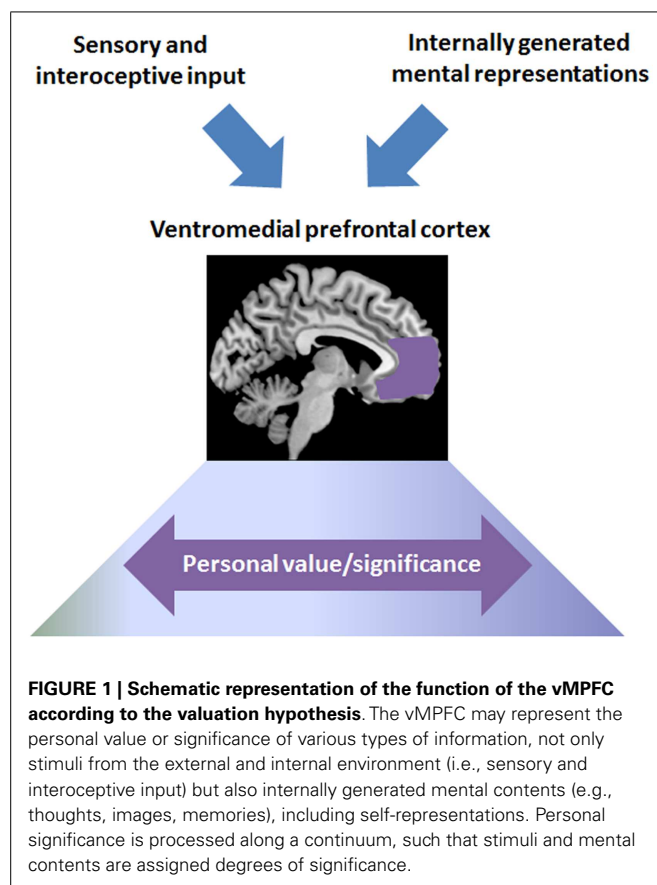 Sensory and
interoceptive input
Internally generated
mental representations
Ventromedial prefrontal cortex
Personal value/significance
FIGURE 1 | Schematic representation of the function of the vMPFC
according to the valuation hypothesis. The vMPFC may represent the
personal value or significance of various types of information, not only
stimuli from the external and internal environment (i.e., sensory and
interoceptive input) but also internally generated mental contents (e.g.,
thoughts, images, memories), including self-representations. Personal
significance is processed along a continuum, such that stimuli and mental
contents are assigned degrees of significance.